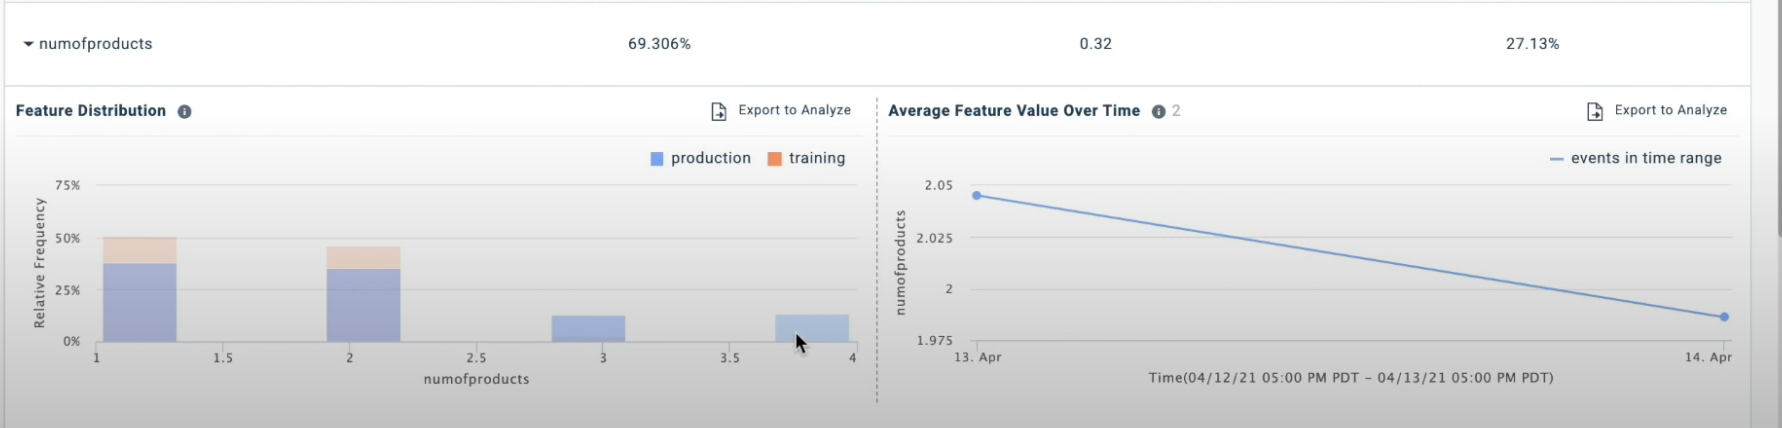 numofproducts 69.306% 0.32 27.13%
Feature Distribution Export to Analyze
production training
75%
50%
25%
0%
Relative Frequency
1 1.5 2 2.5 3 3.5 4
numofproducts
Average Feature Value Over Time 2 Export to Analyze
events in time range
2.05
2.025
2
1.975
numofproducts
13. Apr 14. Apr
Time(04/12/21 05:00 PM PDT - 04/13/21 05:00 PM PDT)